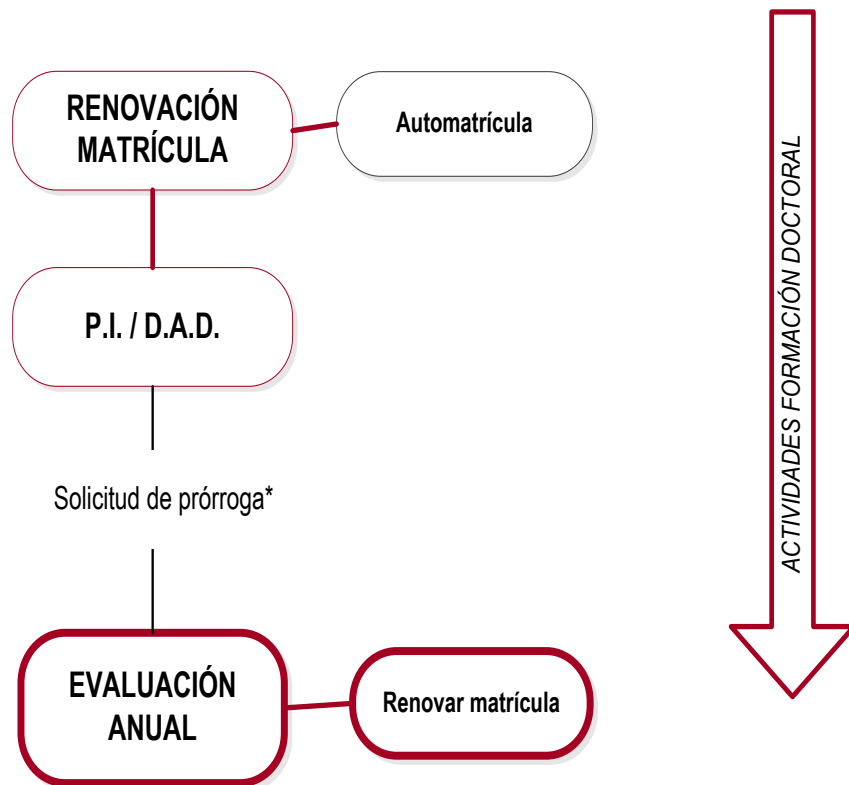 RENOVACIÓN
MATRÍCULA
Automatrícula
P.I. / D.A.D.
Solicitud de prórroga*
EVALUACIÓN
ANUAL
Renovar matrícula
ACTIVIDADES FORMACIÓN DOCTORAL